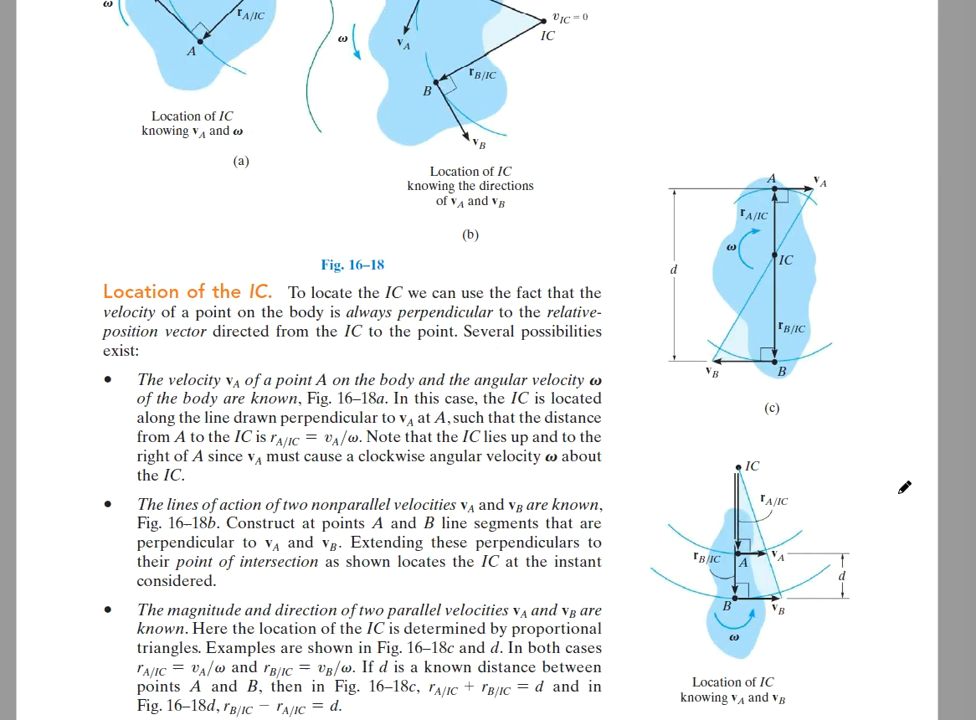 ω
r_A/IC
A
Location of IC
knowing v_A and ω
(a)
v_IC = 0
IC
ω
v_A
r_B/IC
B
v_B
Location of IC
knowing the directions
of v_A and v_B
(b)
Fig. 16–18
Location of the IC. To locate the IC we can use the fact that the
velocity of a point on the body is always perpendicular to the relative-
position vector directed from the IC to the point. Several possibilities
exist:
• The velocity v_A of a point A on the body and the angular velocity ω
of the body are known, Fig. 16–18a. In this case, the IC is located
along the line drawn perpendicular to v_A at A, such that the distance
from A to the IC is r_A/IC = v_A/ω. Note that the IC lies up and to the
right of A since v_A must cause a clockwise angular velocity ω about
the IC.
• The lines of action of two nonparallel velocities v_A and v_B are known,
Fig. 16–18b. Construct at points A and B line segments that are
perpendicular to v_A and v_B. Extending these perpendiculars to
their point of intersection as shown locates the IC at the instant
considered.
• The magnitude and direction of two parallel velocities v_A and v_B are
known. Here the location of the IC is determined by proportional
triangles. Examples are shown in Fig. 16–18c and d. In both cases
r_A/IC = v_A/ω and r_B/IC = v_B/ω. If d is a known distance between
points A and B, then in Fig. 16–18c, r_A/IC + r_B/IC = d and in
Fig. 16–18d, r_B/IC − r_A/IC = d.
A
v_A
r_A/IC
ω
IC
d
r_B/IC
v_B
B
(c)
IC
r_A/IC
r_B/IC
A
v_A
d
B
v_B
ω
Location of IC
knowing v_A and v_B